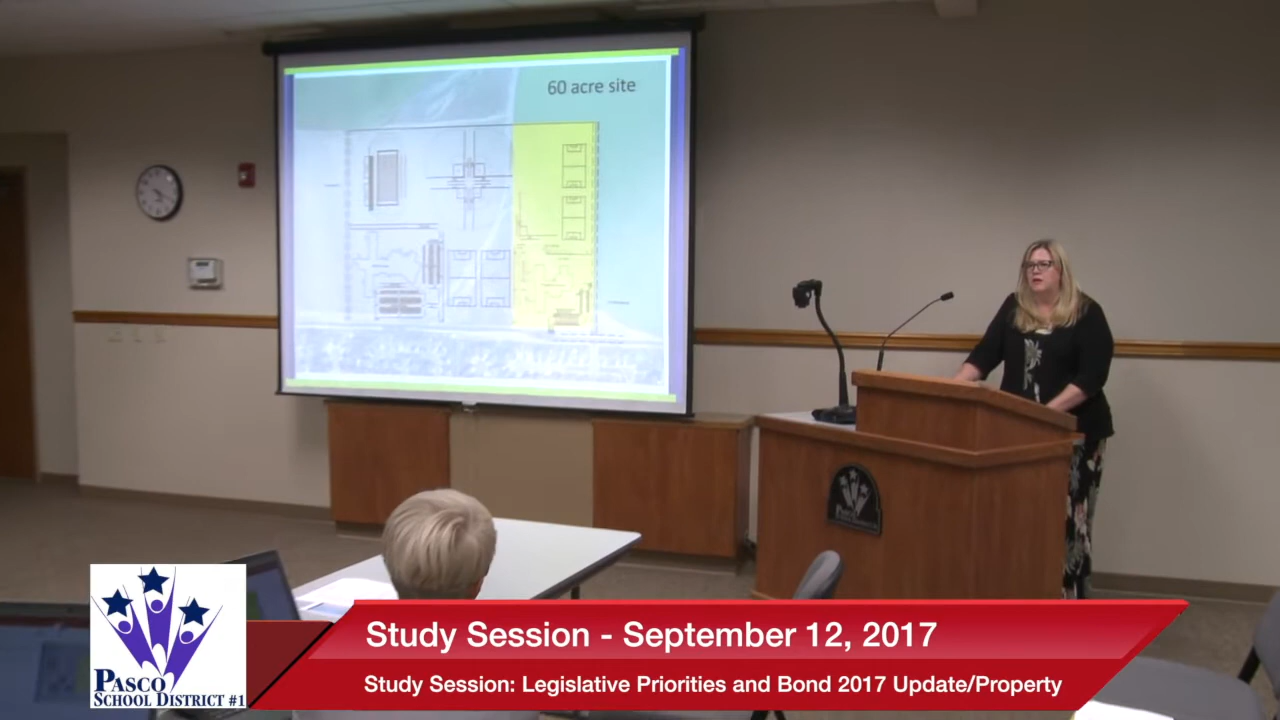 60 acre site
PASCO
Study Session - September 12, 2017
Study Session: Legislative Priorities and Bond 2017 Update/Property
PASCO
SCHOOL DISTRICT #1